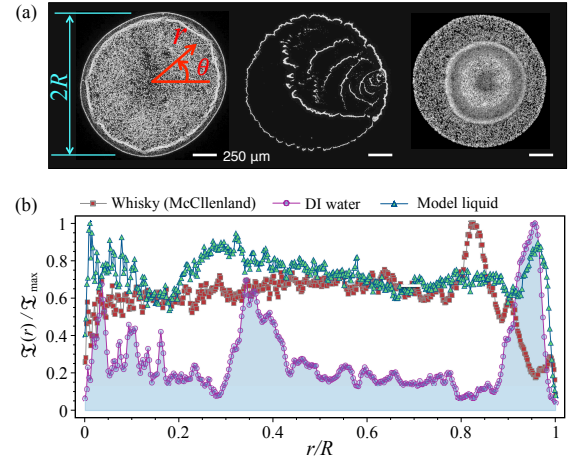 (a)
2R
r
θ
250 μm
(b)
Whisky (McCllenland) DI water Model liquid
𝔗(r) / 𝔗max
1
0.8
0.6
0.4
0.2
0
0 0.2 0.4 0.6 0.8 1
r/R